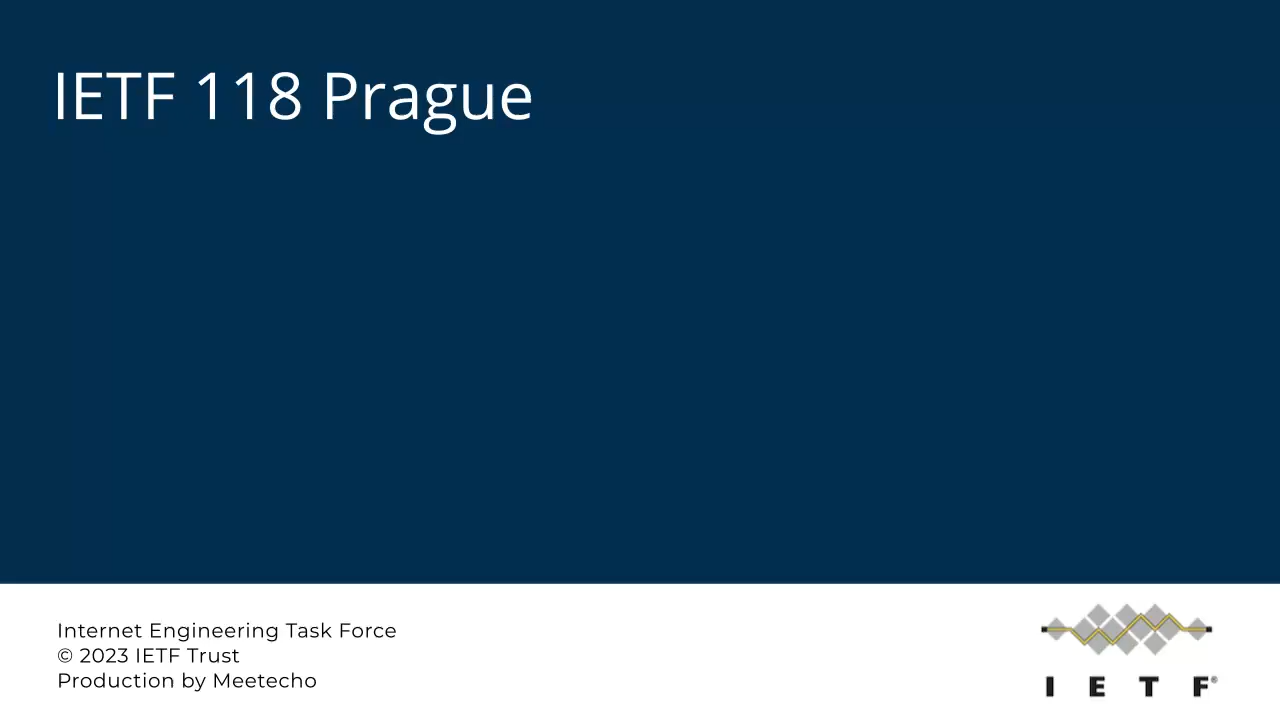 IETF 118 Prague
Internet Engineering Task Force
© 2023 IETF Trust
Production by Meetecho
I E T F®